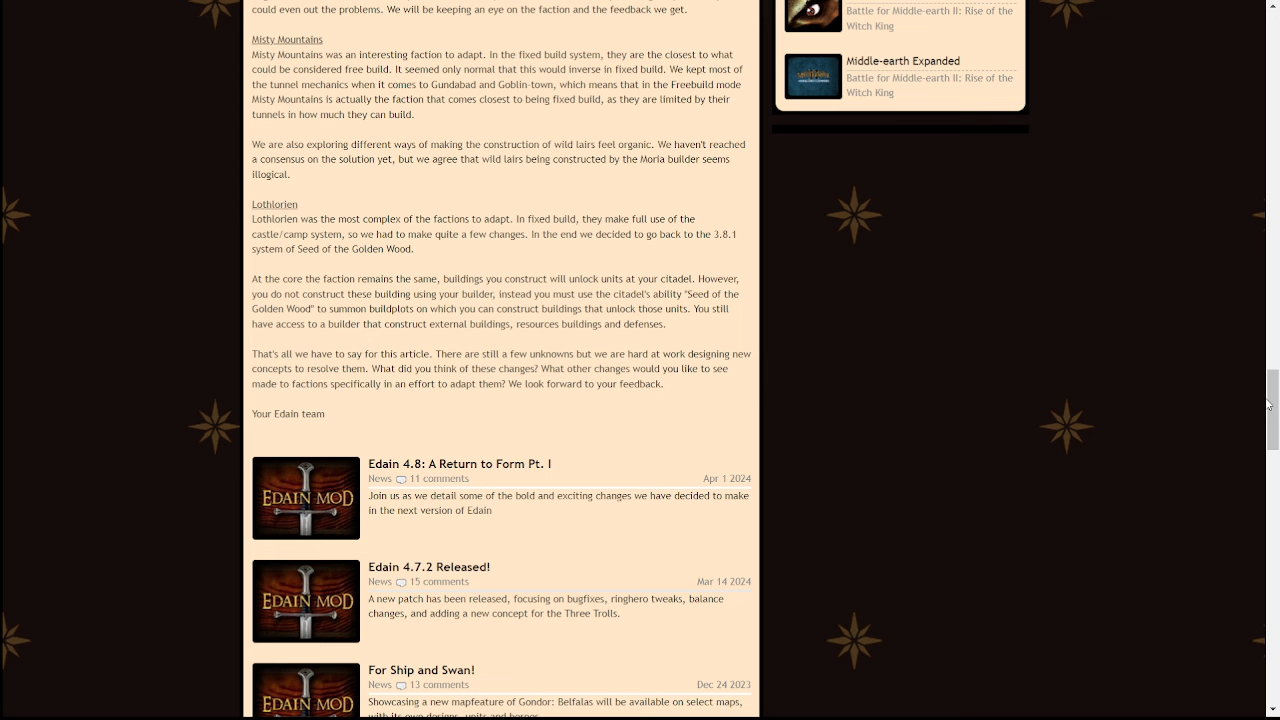 could even out the problems. We will be keeping an eye on the faction and the feedback we get.
Misty Mountains
Misty Mountains was an interesting faction to adapt. In the fixed build system, they are the closest to what
could be considered free build. It seemed only normal that this would inverse in fixed build. We kept most of
the tunnel mechanics when it comes to Gundabad and Goblin-town, which means that in the Freebuild mode
Misty Mountains is actually the faction that comes closest to being fixed build, as they are limited by their
tunnels in how much they can build.
We are also exploring different ways of making the construction of wild lairs feel organic. We haven't reached
a consensus on the solution yet, but we agree that wild lairs being constructed by the Moria builder seems
illogical.
Lothlorien
Lothlorien was the most complex of the factions to adapt. In fixed build, they make full use of the
castle/camp system, so we had to make quite a few changes. In the end we decided to go back to the 3.8.1
system of Seed of the Golden Wood.
At the core the faction remains the same, buildings you construct will unlock units at your citadel. However,
you do not construct these building using your builder, instead you must use the citadel's ability "Seed of the
Golden Wood" to summon buildplots on which you can construct buildings that unlock those units. You still
have access to a builder that construct external buildings, resources buildings and defenses.
That's all we have to say for this article. There are still a few unknowns but we are hard at work designing new
concepts to resolve them. What did you think of these changes? What other changes would you like to see
made to factions specifically in an effort to adapt them? We look forward to your feedback.
Your Edain team
EDAIN MOD
Edain 4.8: A Return to Form Pt. I
News 11 comments Apr 1 2024
Join us as we detail some of the bold and exciting changes we have decided to make
in the next version of Edain
EDAIN MOD
Edain 4.7.2 Released!
News 15 comments Mar 14 2024
A new patch has been released, focusing on bugfixes, ringhero tweaks, balance
changes, and adding a new concept for the Three Trolls.
EDAIN MOD
For Ship and Swan!
News 13 comments Dec 24 2023
Showcasing a new mapfeature of Gondor: Belfalas will be available on select maps,
with its own designs, units and heroes.
Battle for Middle-earth II: Rise of the
Witch King
Middle-earth Expanded
Battle for Middle-earth II: Rise of the
Witch King